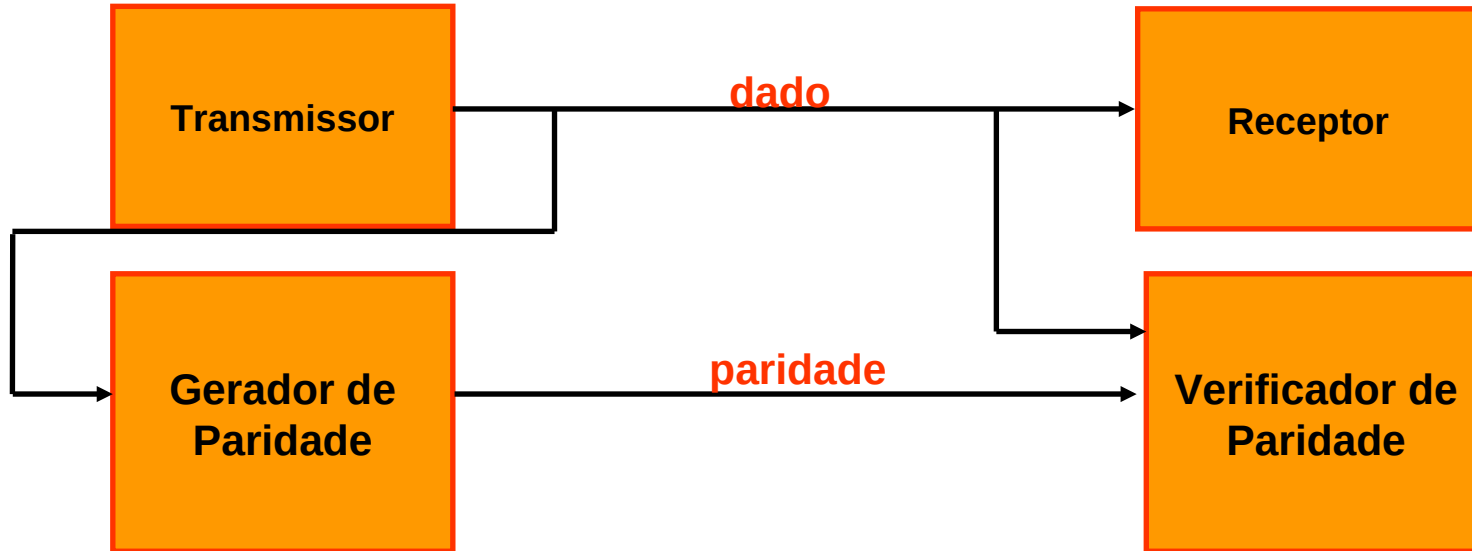 Transmissor
dado
Receptor
Gerador de
Paridade
paridade
Verificador de
Paridade